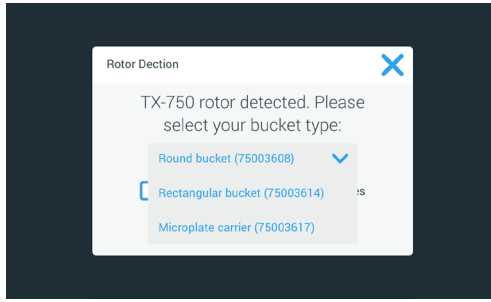 Rotor Dection
TX-750 rotor detected. Please
select your bucket type:
Round bucket (75003608)
Rectangular bucket (75003614)
Microplate carrier (75003617)